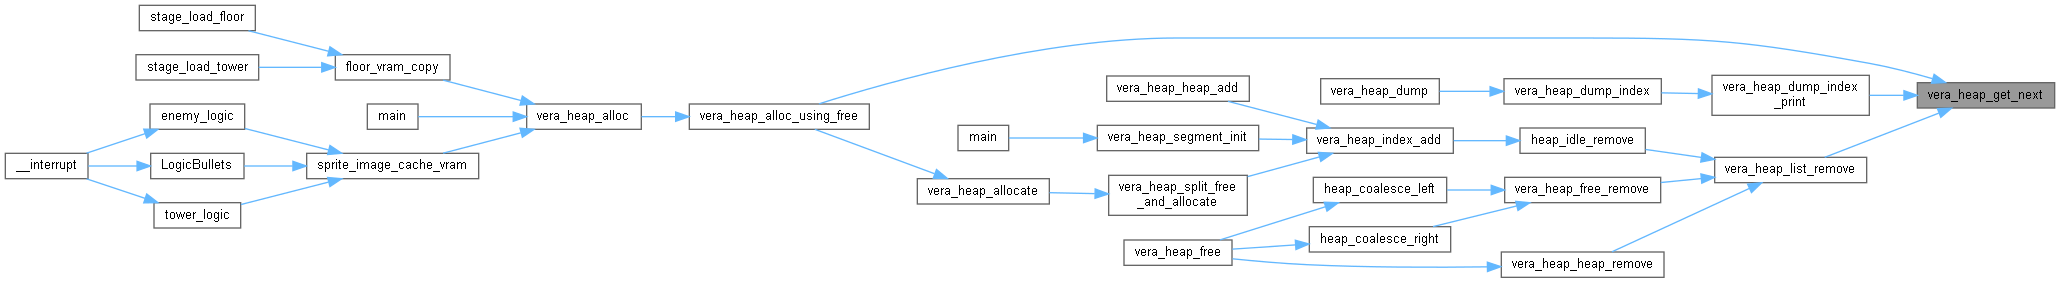 stage_load_floor
stage_load_tower
floor_vram_copy
enemy_logic
main
vera_heap_alloc
vera_heap_alloc_using_free
__interrupt
LogicBullets
sprite_image_cache_vram
tower_logic
vera_heap_heap_add
vera_heap_dump
vera_heap_dump_index
vera_heap_dump_index
_print
vera_heap_get_next
main
vera_heap_segment_init
vera_heap_index_add
heap_idle_remove
vera_heap_allocate
vera_heap_split_free
_and_allocate
heap_coalesce_left
vera_heap_free_remove
vera_heap_list_remove
vera_heap_free
heap_coalesce_right
vera_heap_heap_remove